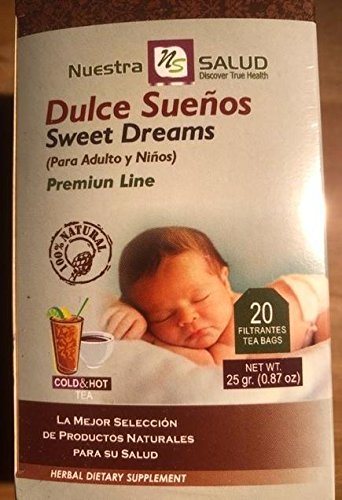 Nuestra NS SALUD
Discover True Health
Dulce Sueños
Sweet Dreams
(Para Adulto y Niños)
Premiun Line
100% NATURAL
20
FILTRANTES
TEA BAGS
NET WT.
25 gr. (0.87 oz)
COLD&HOT
TEA
LA MEJOR SELECCIÓN
DE PRODUCTOS NATURALES
PARA SU SALUD
HERBAL DIETARY SUPPLEMENT